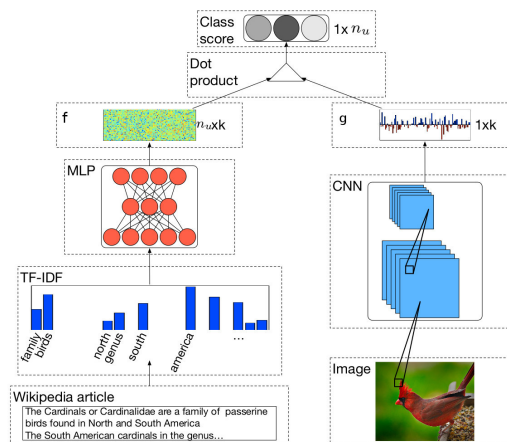 Class
score
1x n_u
Dot
product
f
n_uxk
g
1xk
MLP
CNN
TF-IDF
family
birds
north
genus
south
america
...
Wikipedia article
The Cardinals or Cardinalidae are a family of passerine
birds found in North and South America
The South American cardinals in the genus...
Image